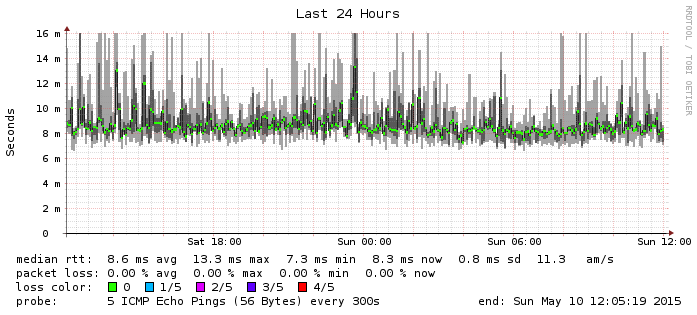 Last 24 Hours
RRDTOOL / TOBI OETIKER
Seconds
16 m
14 m
12 m
10 m
8 m
6 m
4 m
2 m
0
Sat 18:00 Sun 00:00 Sun 06:00 Sun 12:00
median rtt: 8.6 ms avg 13.3 ms max 7.3 ms min 8.3 ms now 0.8 ms sd 11.3 am/s
packet loss: 0.00 % avg 0.00 % max 0.00 % min 0.00 % now
loss color: 0 1/5 2/5 3/5 4/5
probe: 5 ICMP Echo Pings (56 Bytes) every 300s end: Sun May 10 12:05:19 2015